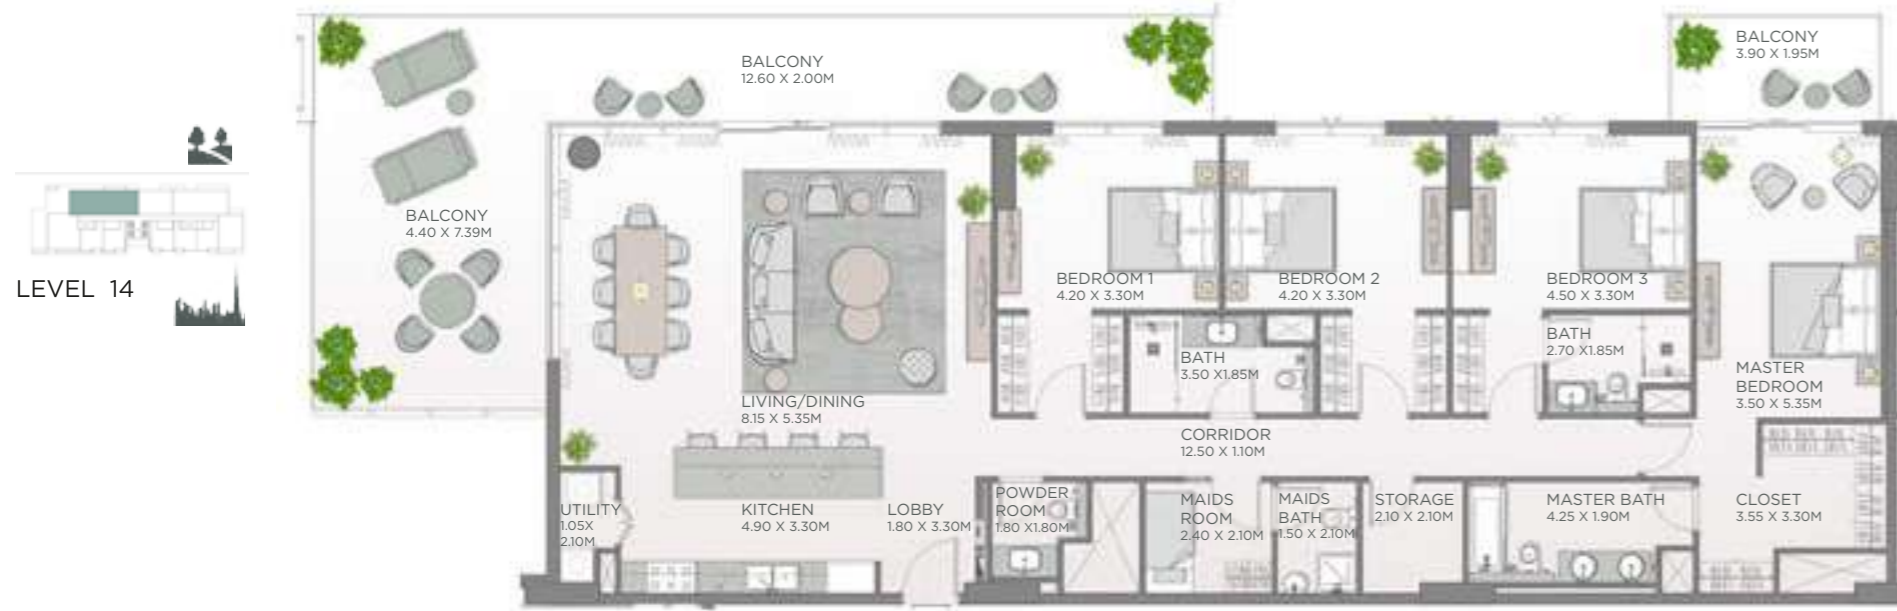 LEVEL 14
BALCONY
12.60 X 2.00M
BALCONY
3.90 X 1.95M
BALCONY
4.40 X 7.39M
BEDROOM 1
4.20 X 3.30M
BEDROOM 2
4.20 X 3.30M
BEDROOM 3
4.50 X 3.30M
BATH
3.50 X1.85M
BATH
2.70 X1.85M
MASTER
BEDROOM
3.50 X 5.35M
LIVING/DINING
8.15 X 5.35M
CORRIDOR
12.50 X 1.10M
UTILITY
1.05X
2.10M
KITCHEN
4.90 X 3.30M
LOBBY
1.80 X 3.30M
POWDER
ROOM
1.80 X1.80M
MAIDS
ROOM
2.40 X 2.10M
MAIDS
BATH
1.50 X 2.10M
STORAGE
2.10 X 2.10M
MASTER BATH
4.25 X 1.90M
CLOSET
3.55 X 3.30M